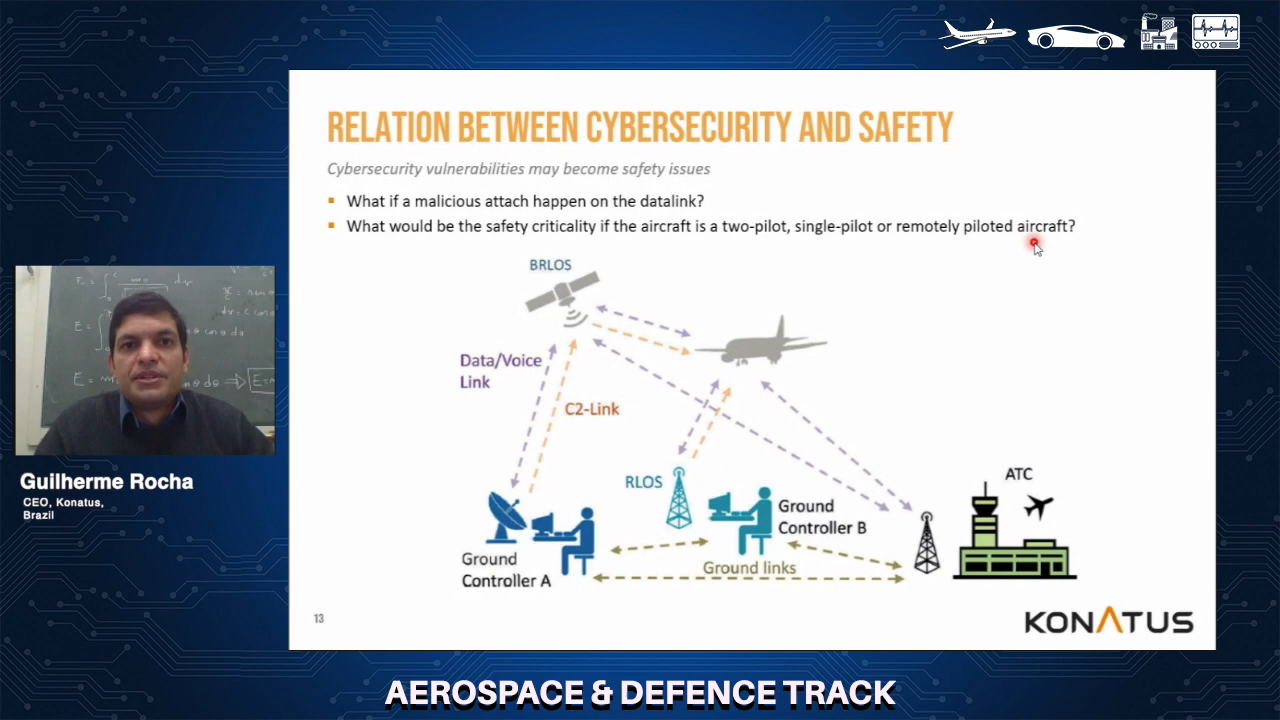 RELATION BETWEEN CYBERSECURITY AND SAFETY
Cybersecurity vulnerabilities may become safety issues
What if a malicious attach happen on the datalink?
What would be the safety criticality if the aircraft is a two-pilot, single-pilot or remotely piloted aircraft?
BRLOS
Data/Voice
Link
C2-Link
ATC
RLOS
Ground
Controller B
Ground
Controller A
Ground links
13
KONATUS
Guilherme Rocha
CEO, Konatus,
Brazil
AEROSPACE & DEFENCE TRACK